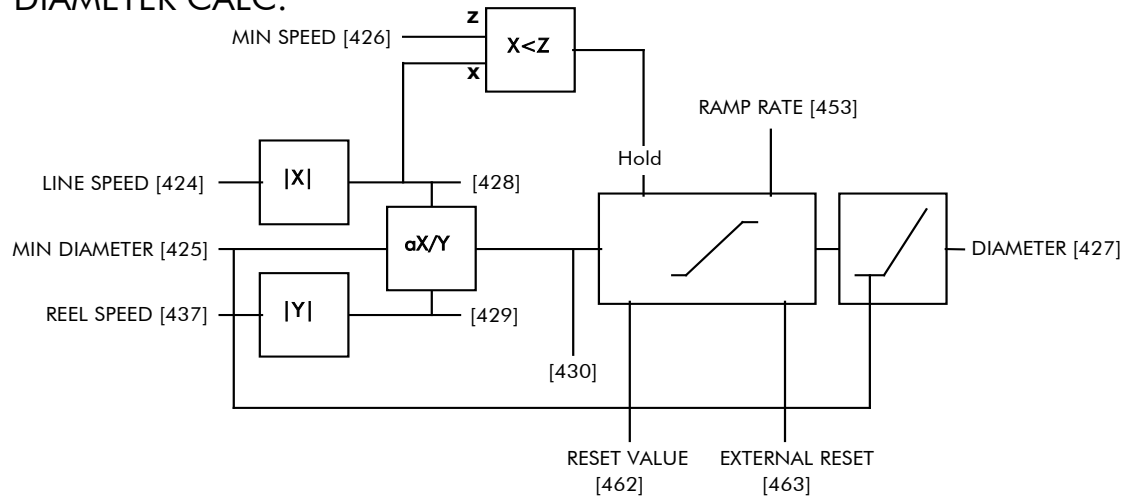 DIAMETER CALC.
z
MIN SPEED [426]
X<Z
x
RAMP RATE [453]
Hold
LINE SPEED [424]
|X|
[428]
MIN DIAMETER [425]
aX/Y
DIAMETER [427]
REEL SPEED [437]
|Y|
[429]
[430]
RESET VALUE
[462]
EXTERNAL RESET
[463]